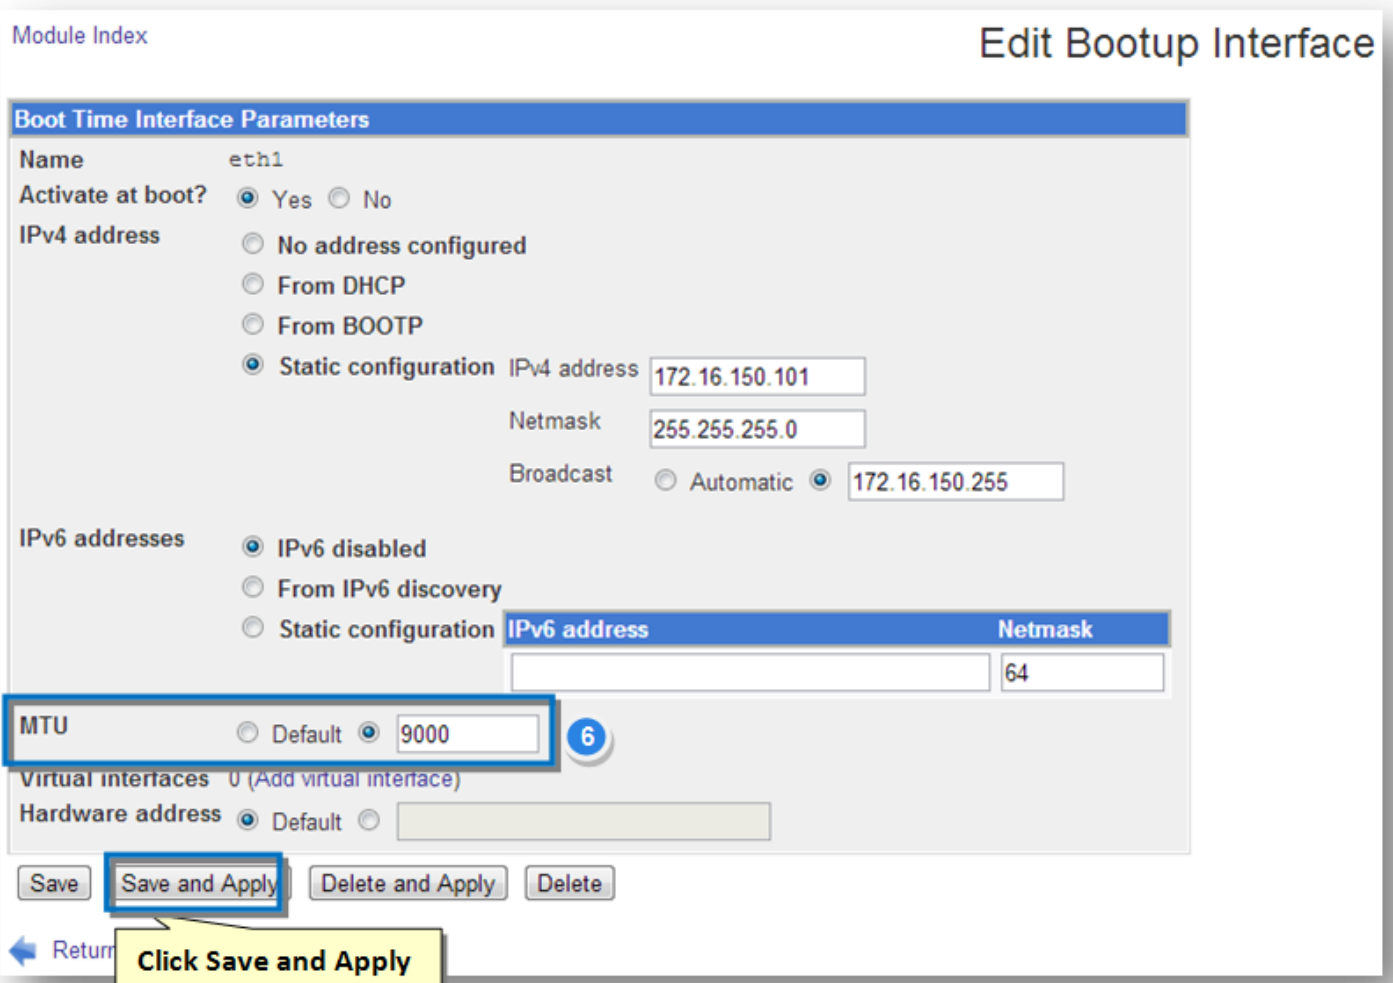 Module Index
Edit Bootup Interface
Boot Time Interface Parameters
Name eth1
Activate at boot? Yes No
IPv4 address No address configured
From DHCP
From BOOTP
Static configuration IPv4 address 172.16.150.101
Netmask 255.255.255.0
Broadcast Automatic 172.16.150.255
IPv6 addresses IPv6 disabled
From IPv6 discovery
Static configuration IPv6 address Netmask
64
MTU Default 9000 6
Virtual interfaces 0 (Add virtual interface)
Hardware address Default
Save Save and Apply Delete and Apply Delete
Return
Click Save and Apply